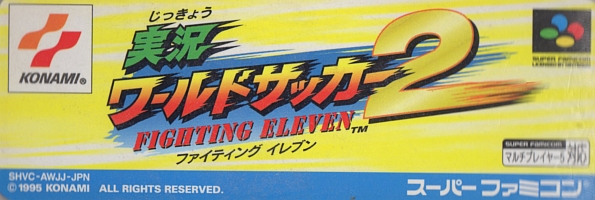 KONAMI®
じっきょう
実況
ワールドサッカー2
FIGHTING ELEVEN™
ファイティング イレブン
SUPER Famicom
SUPER Famicom
マルチプレイヤー5 対応
SHVC-AWJJ-JPN
©1995 KONAMI ALL RIGHTS RESERVED.
スーパーファミコン